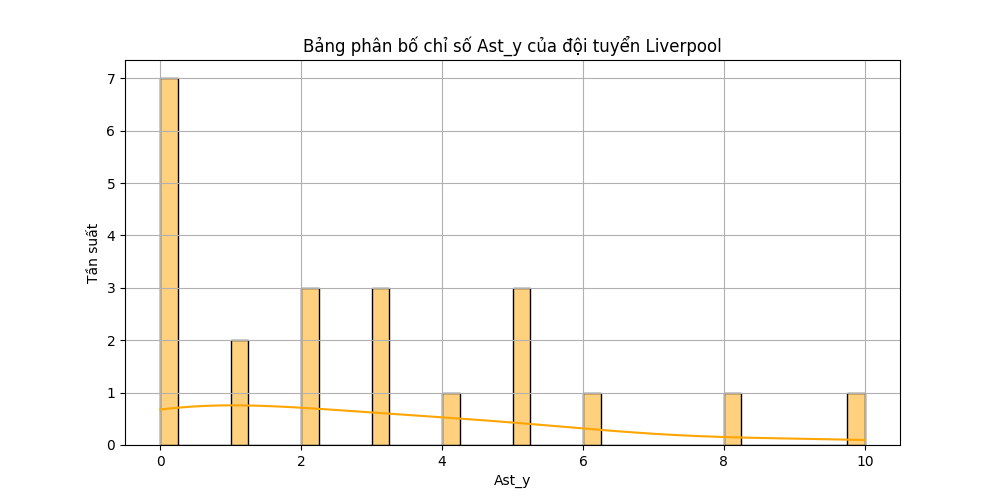 Bảng phân bố chỉ số Ast_y của đội tuyển Liverpool
7
6
5
4
3
2
1
0
Tần suất
0 2 4 6 8 10
Ast_y